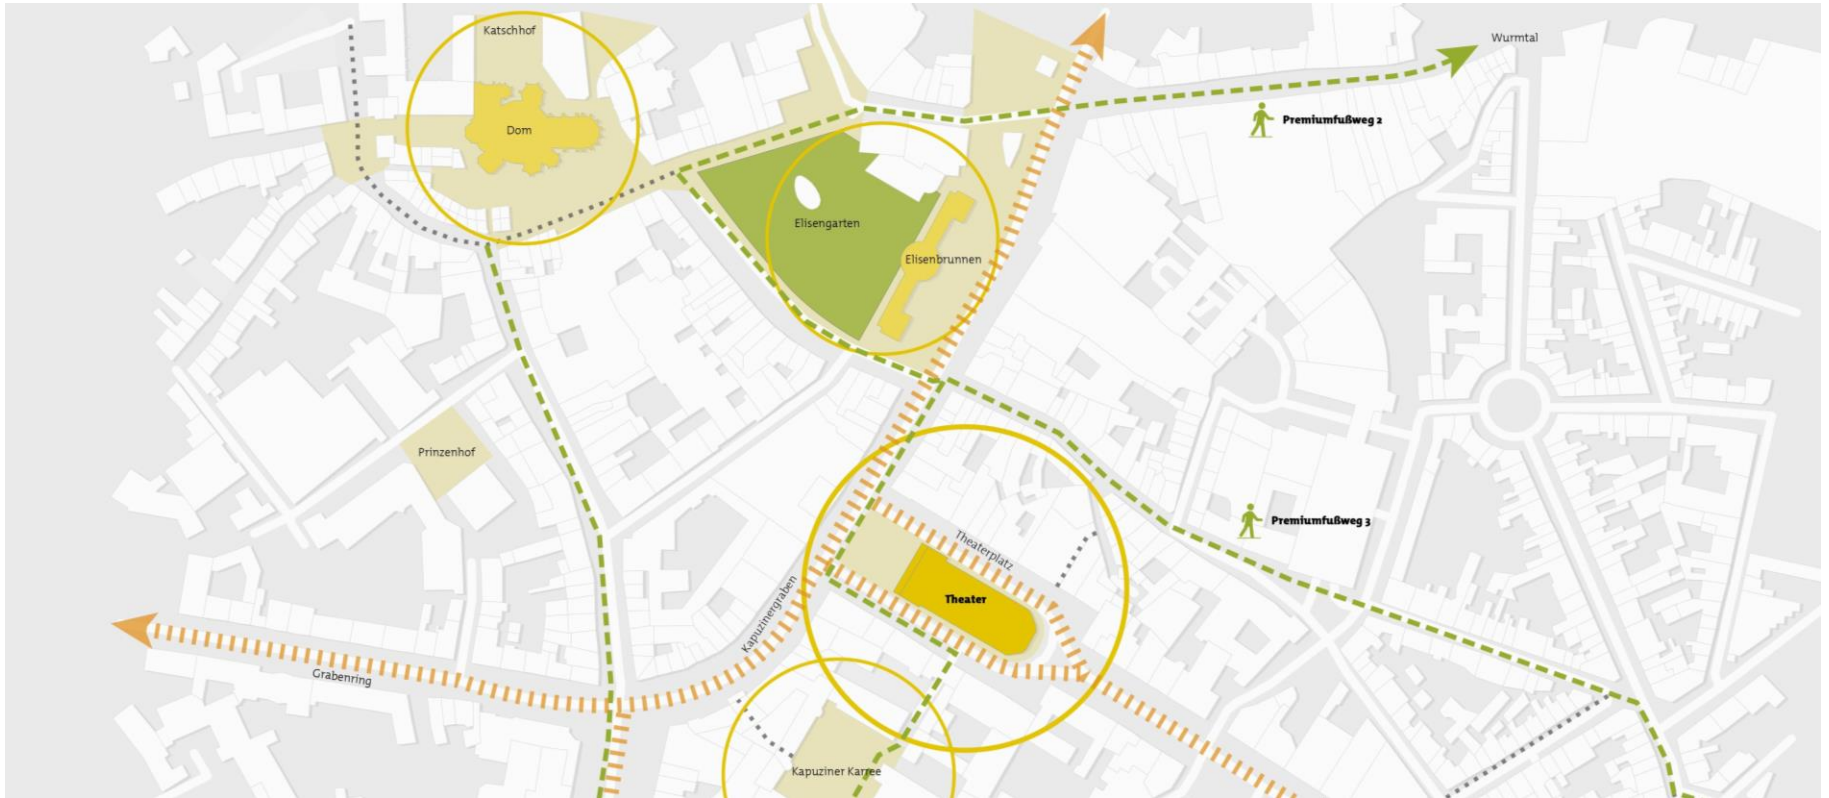 Katschhof
Wurmtal
Premiumfußweg 2
Dom
Elisengarten
Elisenbrunnen
Prinzenhof
Premiumfußweg 3
Theaterplatz
Theater
Kapuzinergraben
Grabenring
Kapuziner Karree